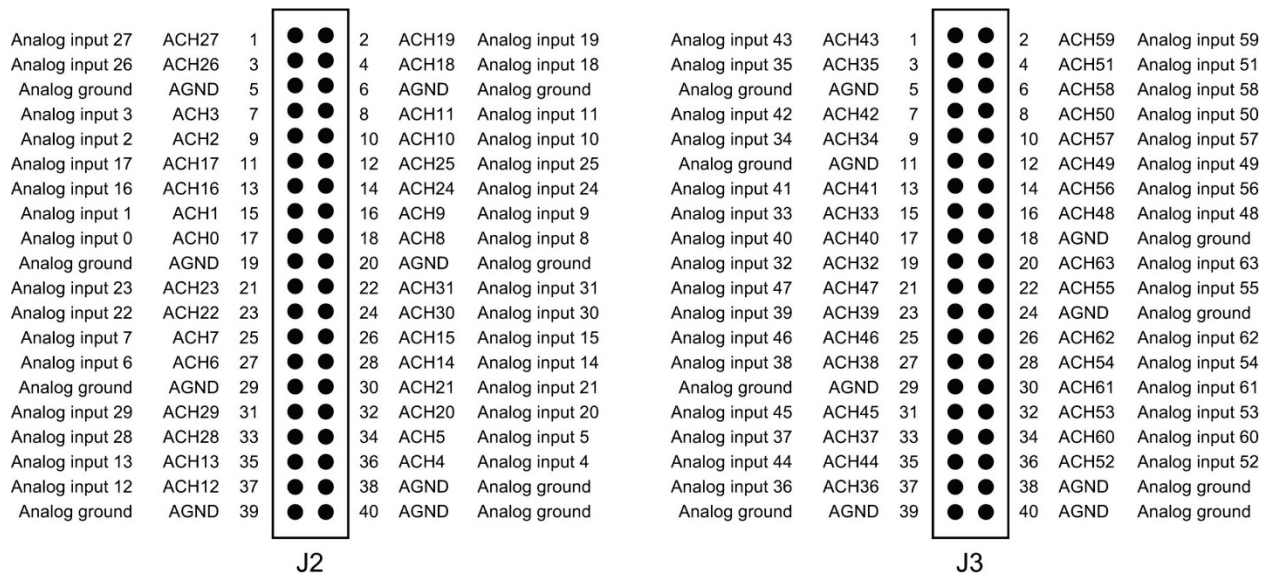 Analog input 27 ACH27 1 2 ACH19 Analog input 19 Analog input 43 ACH43 1 2 ACH59 Analog input 59
Analog input 26 ACH26 3 4 ACH18 Analog input 18 Analog input 35 ACH35 3 4 ACH51 Analog input 51
Analog ground AGND 5 6 AGND Analog ground Analog ground AGND 5 6 ACH58 Analog input 58
Analog input 3 ACH3 7 8 ACH11 Analog input 11 Analog input 42 ACH42 7 8 ACH50 Analog input 50
Analog input 2 ACH2 9 10 ACH10 Analog input 10 Analog input 34 ACH34 9 10 ACH57 Analog input 57
Analog input 17 ACH17 11 12 ACH25 Analog input 25 Analog ground AGND 11 12 ACH49 Analog input 49
Analog input 16 ACH16 13 14 ACH24 Analog input 24 Analog input 41 ACH41 13 14 ACH56 Analog input 56
Analog input 1 ACH1 15 16 ACH9 Analog input 9 Analog input 33 ACH33 15 16 ACH48 Analog input 48
Analog input 0 ACH0 17 18 ACH8 Analog input 8 Analog input 40 ACH40 17 18 AGND Analog ground
Analog ground AGND 19 20 AGND Analog ground Analog input 32 ACH32 19 20 ACH63 Analog input 63
Analog input 23 ACH23 21 22 ACH31 Analog input 31 Analog input 47 ACH47 21 22 ACH55 Analog input 55
Analog input 22 ACH22 23 24 ACH30 Analog input 30 Analog input 39 ACH39 23 24 AGND Analog ground
Analog input 7 ACH7 25 26 ACH15 Analog input 15 Analog input 46 ACH46 25 26 ACH62 Analog input 62
Analog input 6 ACH6 27 28 ACH14 Analog input 14 Analog input 38 ACH38 27 28 ACH54 Analog input 54
Analog ground AGND 29 30 ACH21 Analog input 21 Analog ground AGND 29 30 ACH61 Analog input 61
Analog input 29 ACH29 31 32 ACH20 Analog input 20 Analog input 45 ACH45 31 32 ACH53 Analog input 53
Analog input 28 ACH28 33 34 ACH5 Analog input 5 Analog input 37 ACH37 33 34 ACH60 Analog input 60
Analog input 13 ACH13 35 36 ACH4 Analog input 4 Analog input 44 ACH44 35 36 ACH52 Analog input 52
Analog input 12 ACH12 37 38 AGND Analog ground Analog input 36 ACH36 37 38 AGND Analog ground
Analog ground AGND 39 40 AGND Analog ground Analog ground AGND 39 40 AGND Analog ground
J2 J3